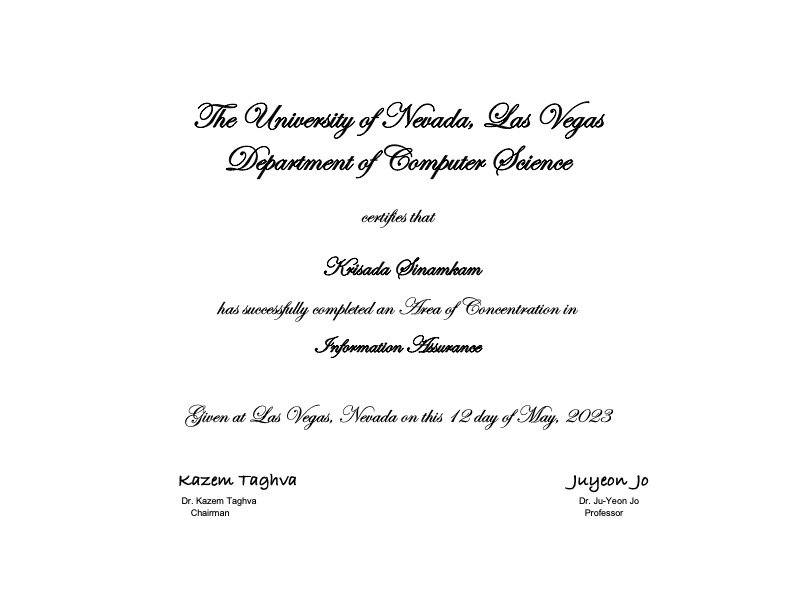 The University of Nevada, Las Vegas
Department of Computer Science
certifies that
Krisada Sinamkam
has successfully completed an Area of Concentration in
Information Assurance
Given at Las Vegas, Nevada on this 12 day of May, 2023
Kazem Taghva
Juyeon Jo
Dr. Kazem Taghva
Dr. Ju-Yeon Jo
Chairman
Professor